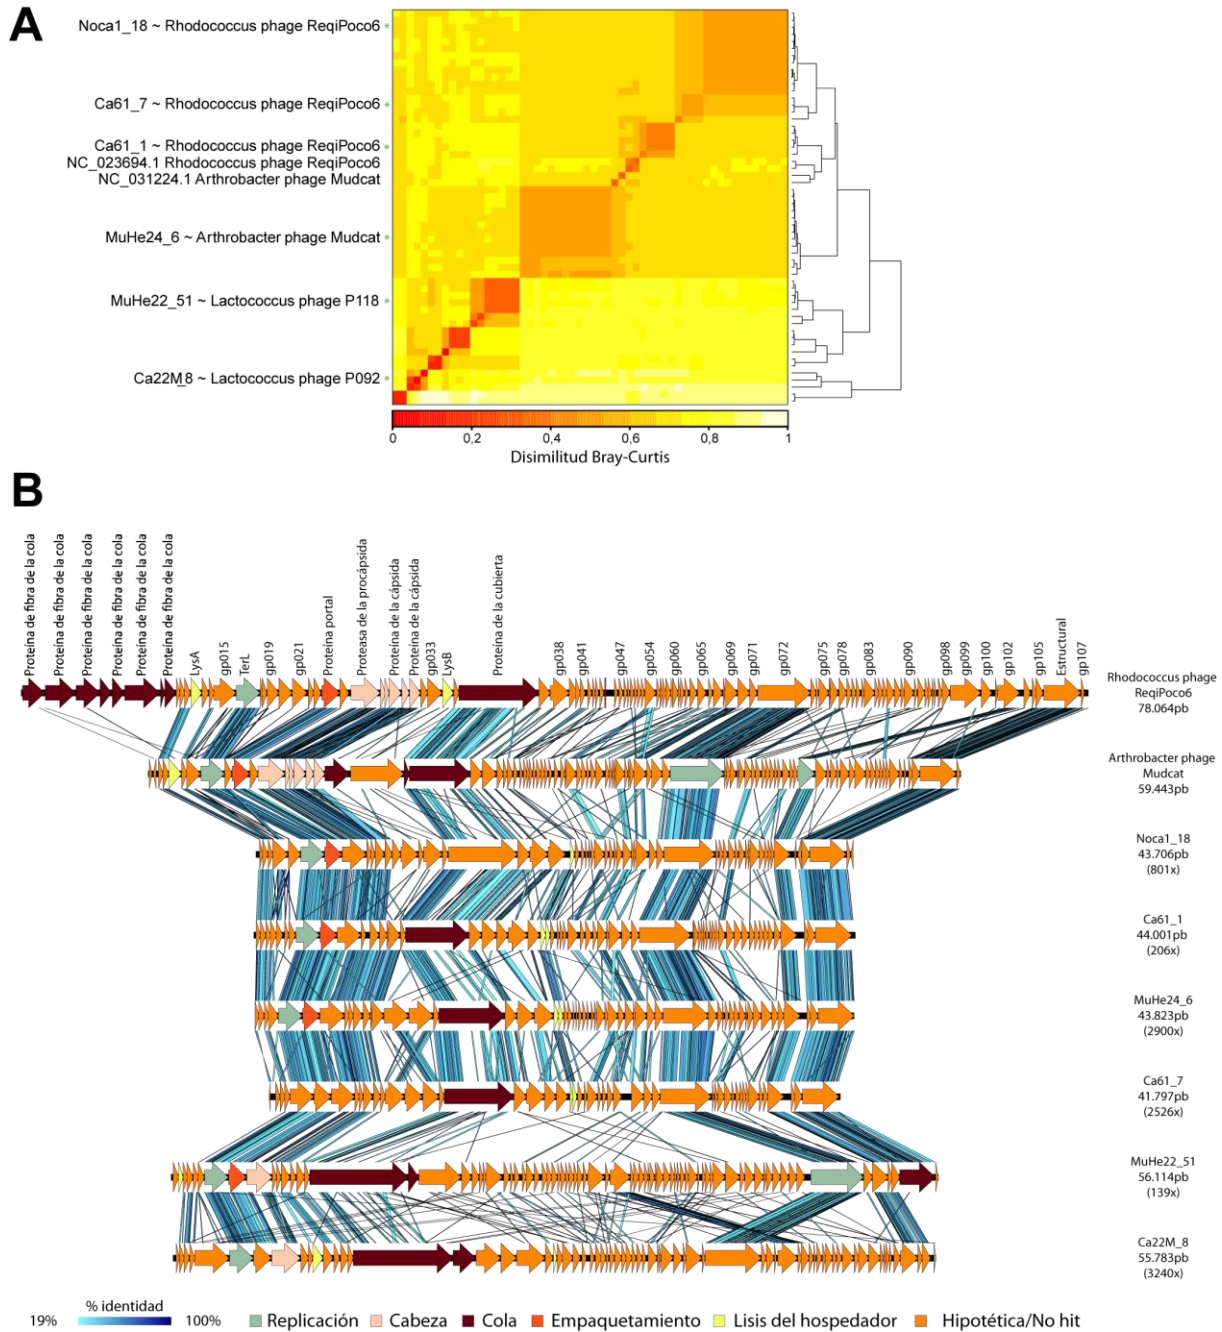 A
Noca1_18 ~ Rhodococcus phage ReqiPoco6 *
Ca61_7 ~ Rhodococcus phage ReqiPoco6 *
Ca61_1 ~ Rhodococcus phage ReqiPoco6 *
NC_023694.1 Rhodococcus phage ReqiPoco6
NC_031224.1 Arthrobacter phage Mudcat
MuHe24_6 ~ Arthrobacter phage Mudcat *
MuHe22_51 ~ Lactococcus phage P118 *
Ca22M_8 ~ Lactococcus phage P092 *
0 0,2 0,4 0,6 0,8 1
Disimilitud Bray-Curtis
B
Proteína de fibra de la cola
Proteína de fibra de la cola
Proteína de fibra de la cola
Proteína de fibra de la cola
Proteína de fibra de la cola
Proteína de fibra de la cola
LysA
gp015
TerL
gp019
gp021
Proteína portal
Proteasa de la procápsida
Proteína de la cápsida
Proteína de la cápsida
gp033
LysB
Proteína de la cubierta
gp038
gp041
gp047
gp054
gp060
gp065
gp069
gp071
gp072
gp075
gp078
gp083
gp090
gp098
gp099
gp100
gp102
gp105
Estructural
gp107
Rhodococcus phage
ReqiPoco6
78.064pb
Arthrobacter phage
Mudcat
59.443pb
Noca1_18
43.706pb
(801x)
Ca61_1
44.001pb
(206x)
MuHe24_6
43.823pb
(2900x)
Ca61_7
41.797pb
(2526x)
MuHe22_51
56.114pb
(139x)
Ca22M_8
55.783pb
(3240x)
% identidad
19% 100%
Replicación Cabeza Cola Empaquetamiento Lisis del hospedador Hipotética/No hit